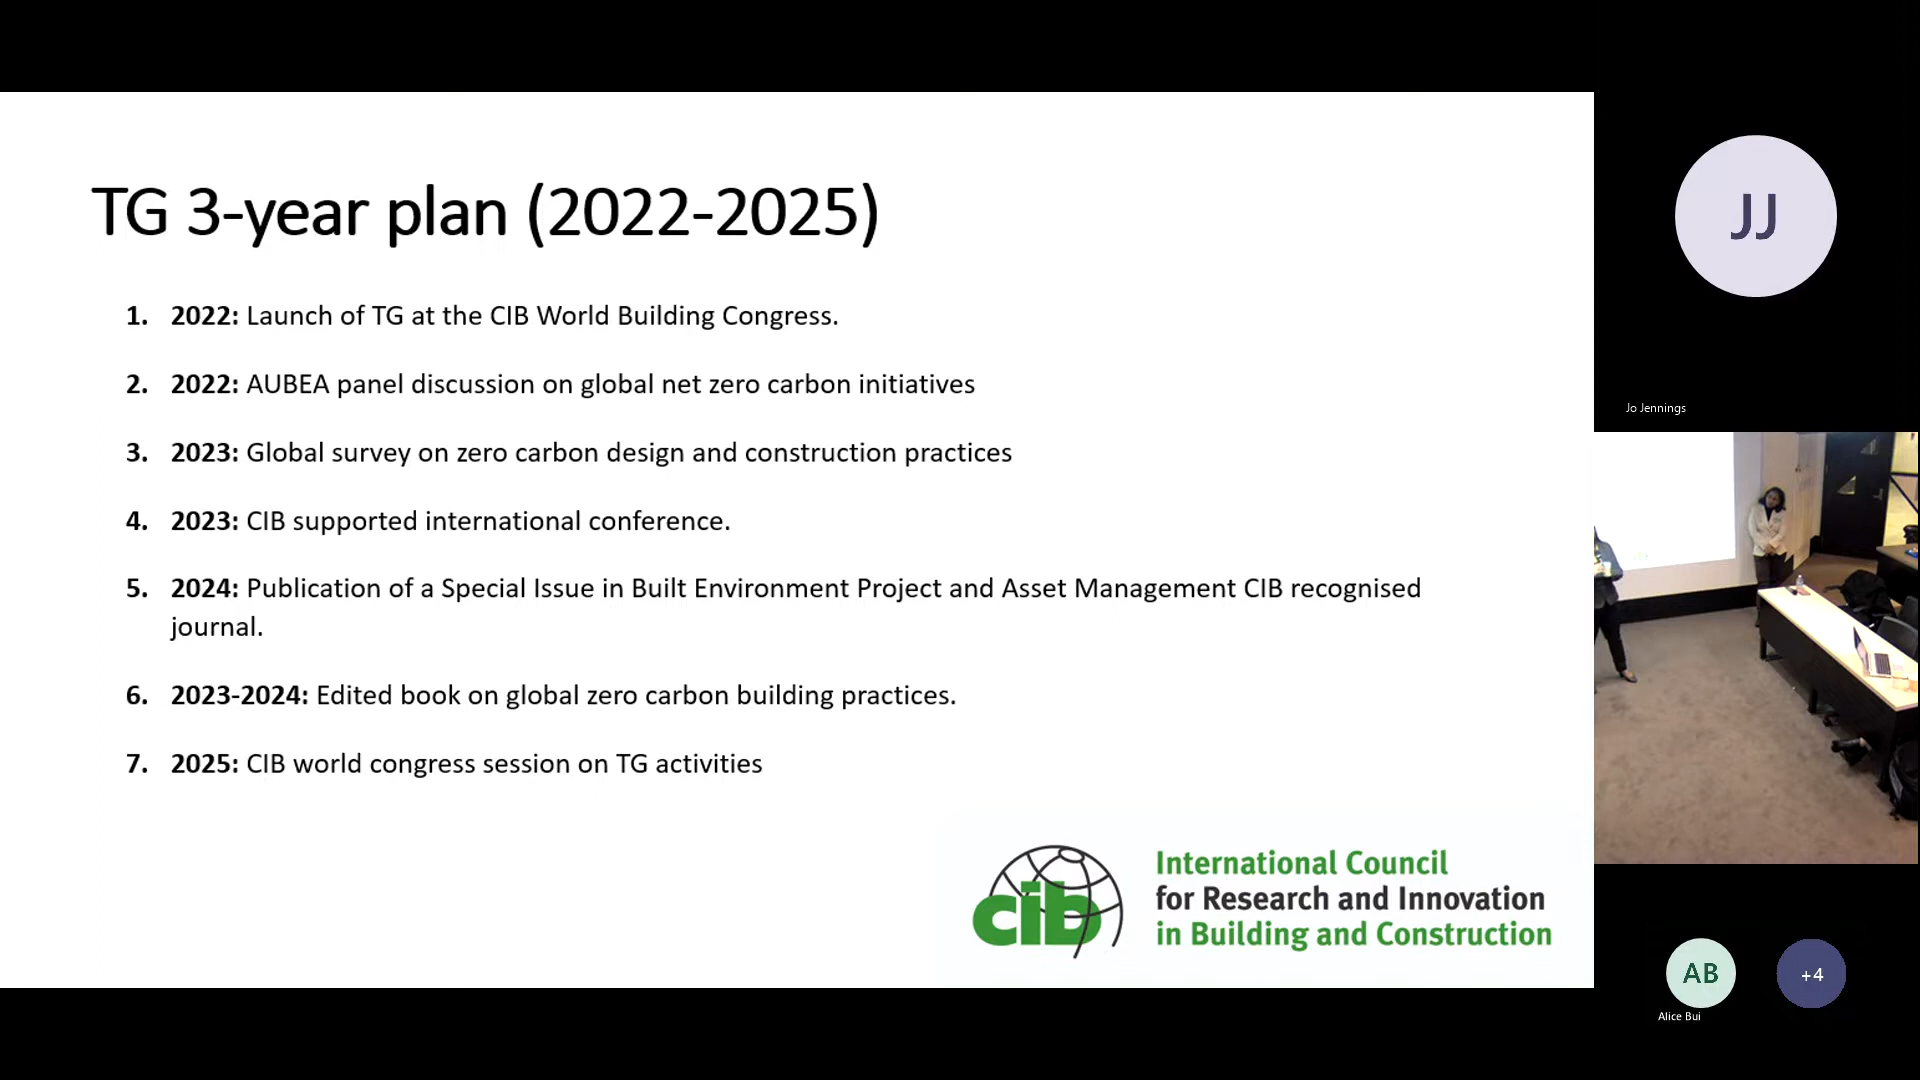 TG 3-year plan (2022-2025)
1. 2022: Launch of TG at the CIB World Building Congress.
2. 2022: AUBEA panel discussion on global net zero carbon initiatives
3. 2023: Global survey on zero carbon design and construction practices
4. 2023: CIB supported international conference.
5. 2024: Publication of a Special Issue in Built Environment Project and Asset Management CIB recognised
journal.
6. 2023-2024: Edited book on global zero carbon building practices.
7. 2025: CIB world congress session on TG activities
cib
International Council
for Research and Innovation
in Building and Construction
JJ
Jo Jennings
AB
+4
Alice Bui